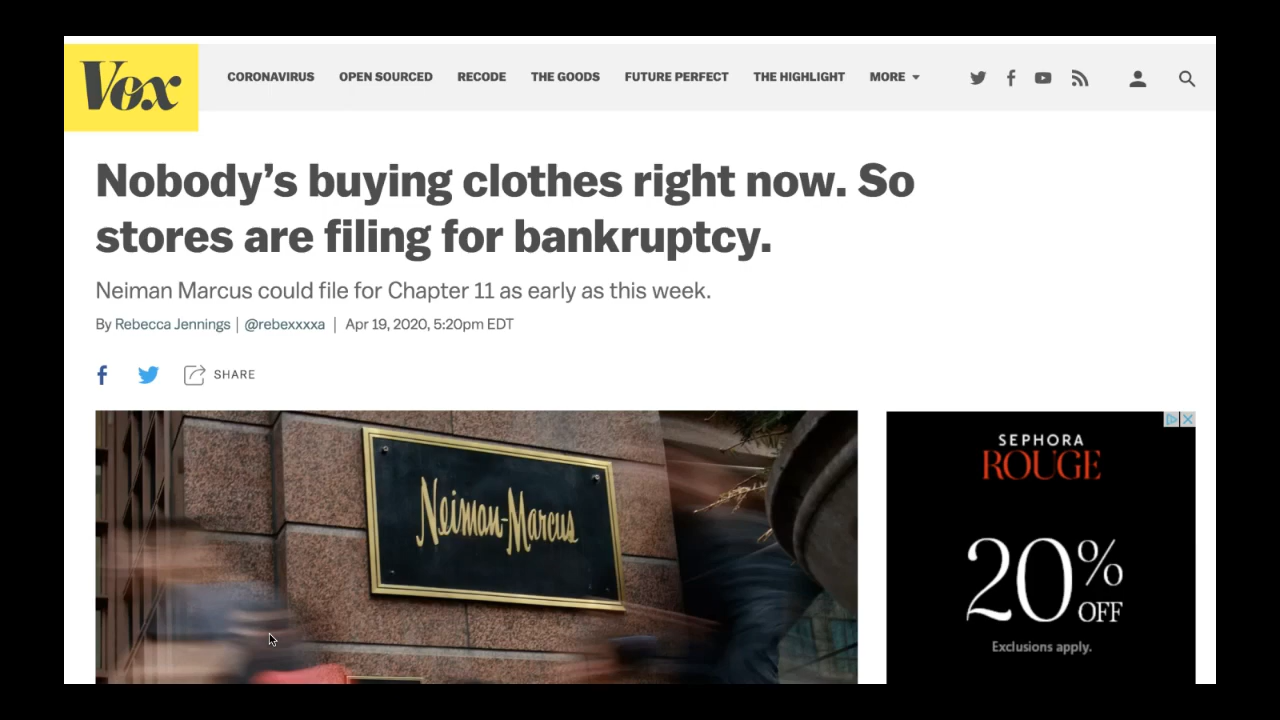 Vox
CORONAVIRUS OPEN SOURCED RECODE THE GOODS FUTURE PERFECT THE HIGHLIGHT MORE
Nobody's buying clothes right now. So
stores are filing for bankruptcy.
Neiman Marcus could file for Chapter 11 as early as this week.
By Rebecca Jennings | @rebexxxxa | Apr 19, 2020, 5:20pm EDT
SHARE
Neiman-Marcus
SEPHORA
ROUGE
20%
OFF
Exclusions apply.